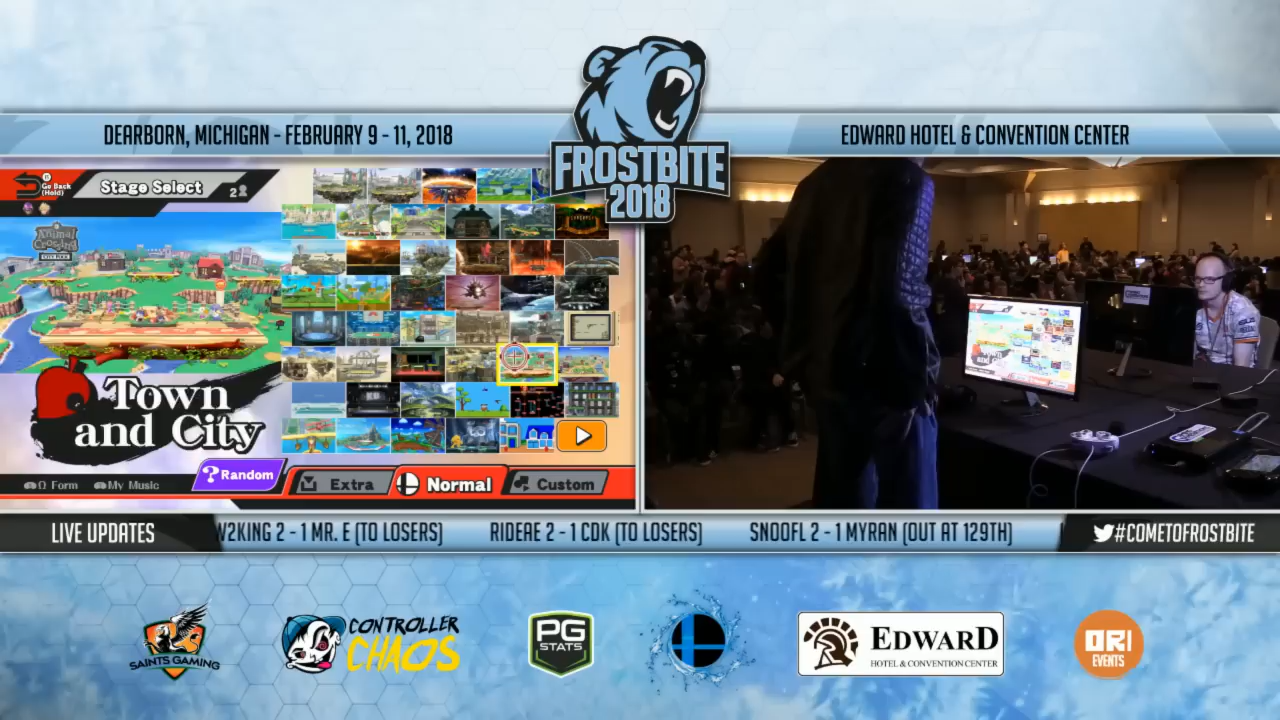 DEARBORN, MICHIGAN - FEBRUARY 9 - 11, 2018
FROSTBITE
2018
EDWARD HOTEL & CONVENTION CENTER
Go Back
(Hold)
Stage Select
2
Animal
Crossing
CITY FOLK
Town
and City
Ω Form
My Music
? Random
Extra
Normal
Custom
LIVE UPDATES
W2KING 2 - 1 MR. E (TO LOSERS)
RIDEAE 2 - 1 CDK (TO LOSERS)
SNOOFL 2 - 1 MYRAN (OUT AT 129TH)
#COMETOFROSTBITE
SAINTS GAMING
CONTROLLER
CHAOS
PG
STATS
EDWARD
HOTEL & CONVENTION CENTER
ORI
EVENTS